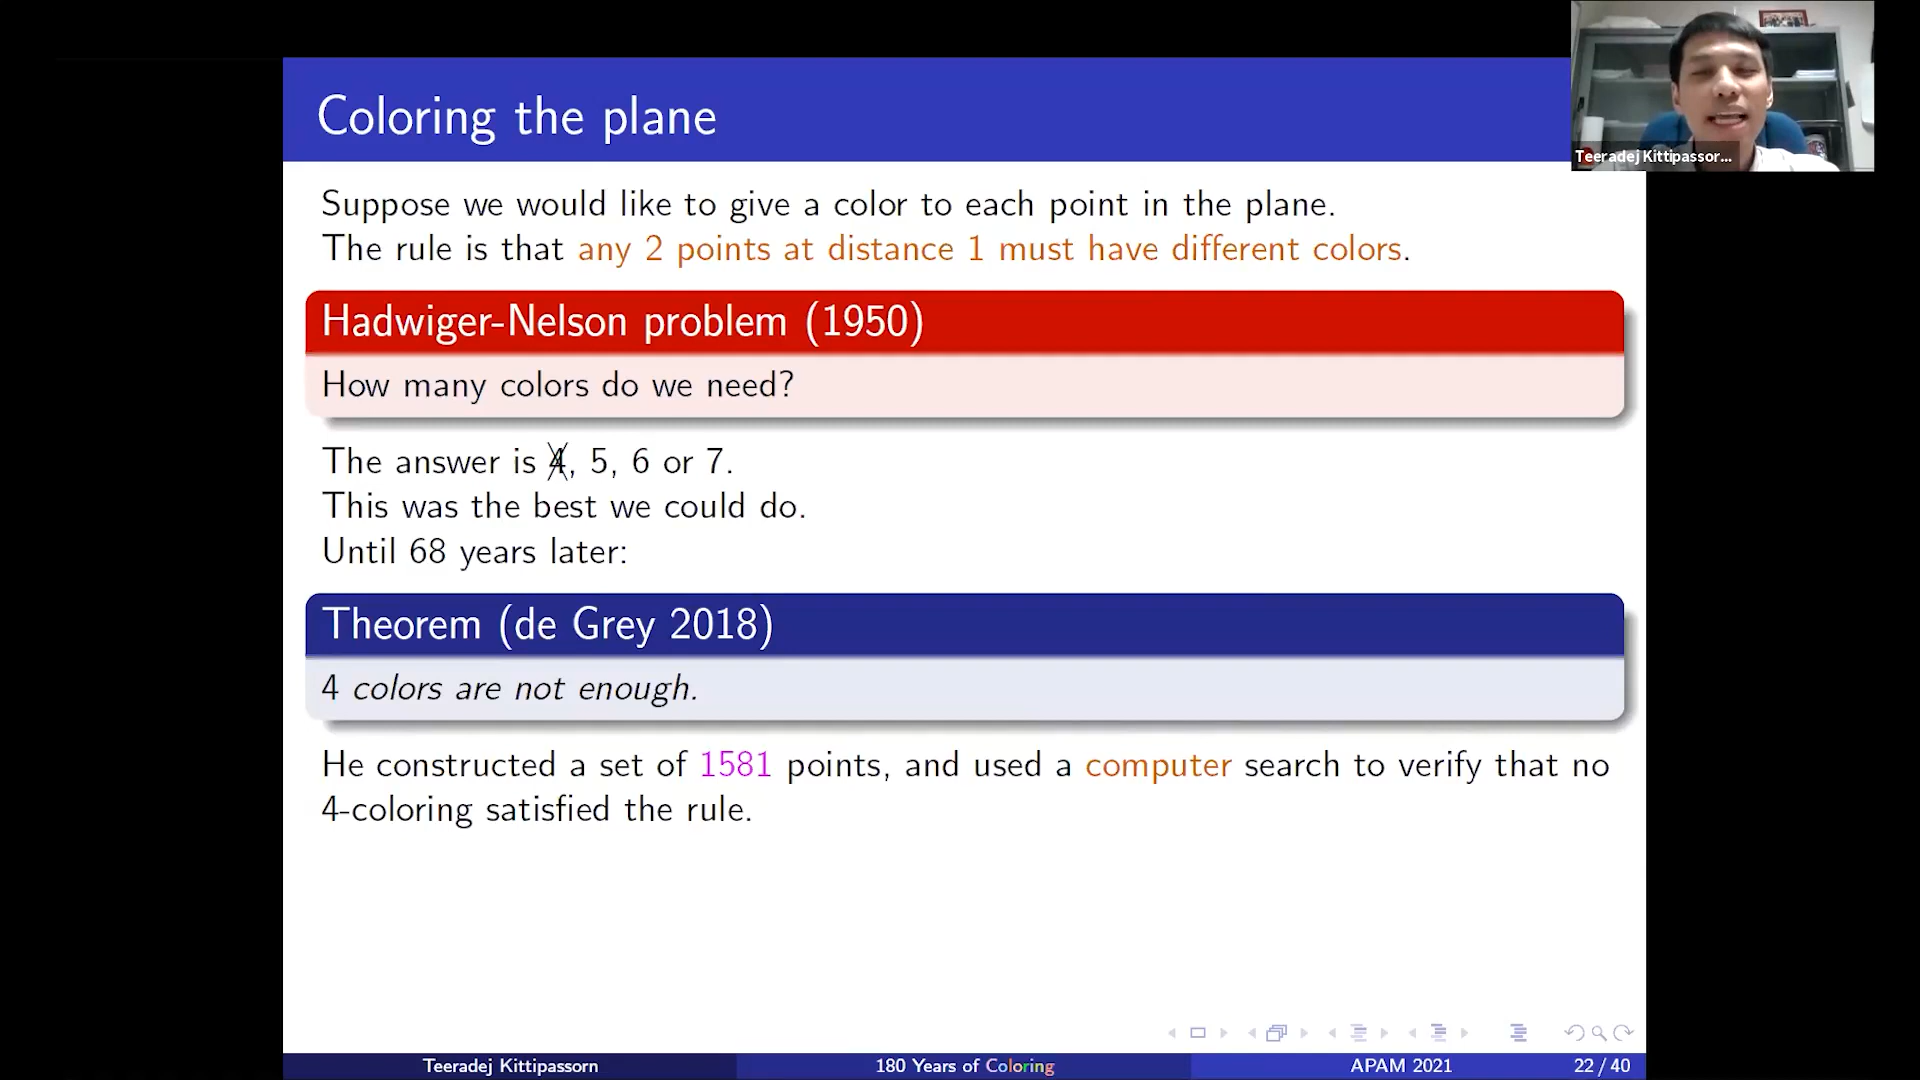 Coloring the plane
Teeradej Kittipassor...
Suppose we would like to give a color to each point in the plane.
The rule is that any 2 points at distance 1 must have different colors.
Hadwiger-Nelson problem (1950)
How many colors do we need?
The answer is 4, 5, 6 or 7.
This was the best we could do.
Until 68 years later:
Theorem (de Grey 2018)
4 colors are not enough.
He constructed a set of 1581 points, and used a computer search to verify that no
4-coloring satisfied the rule.
Teeradej Kittipassorn
180 Years of Coloring
APAM 2021
22 / 40